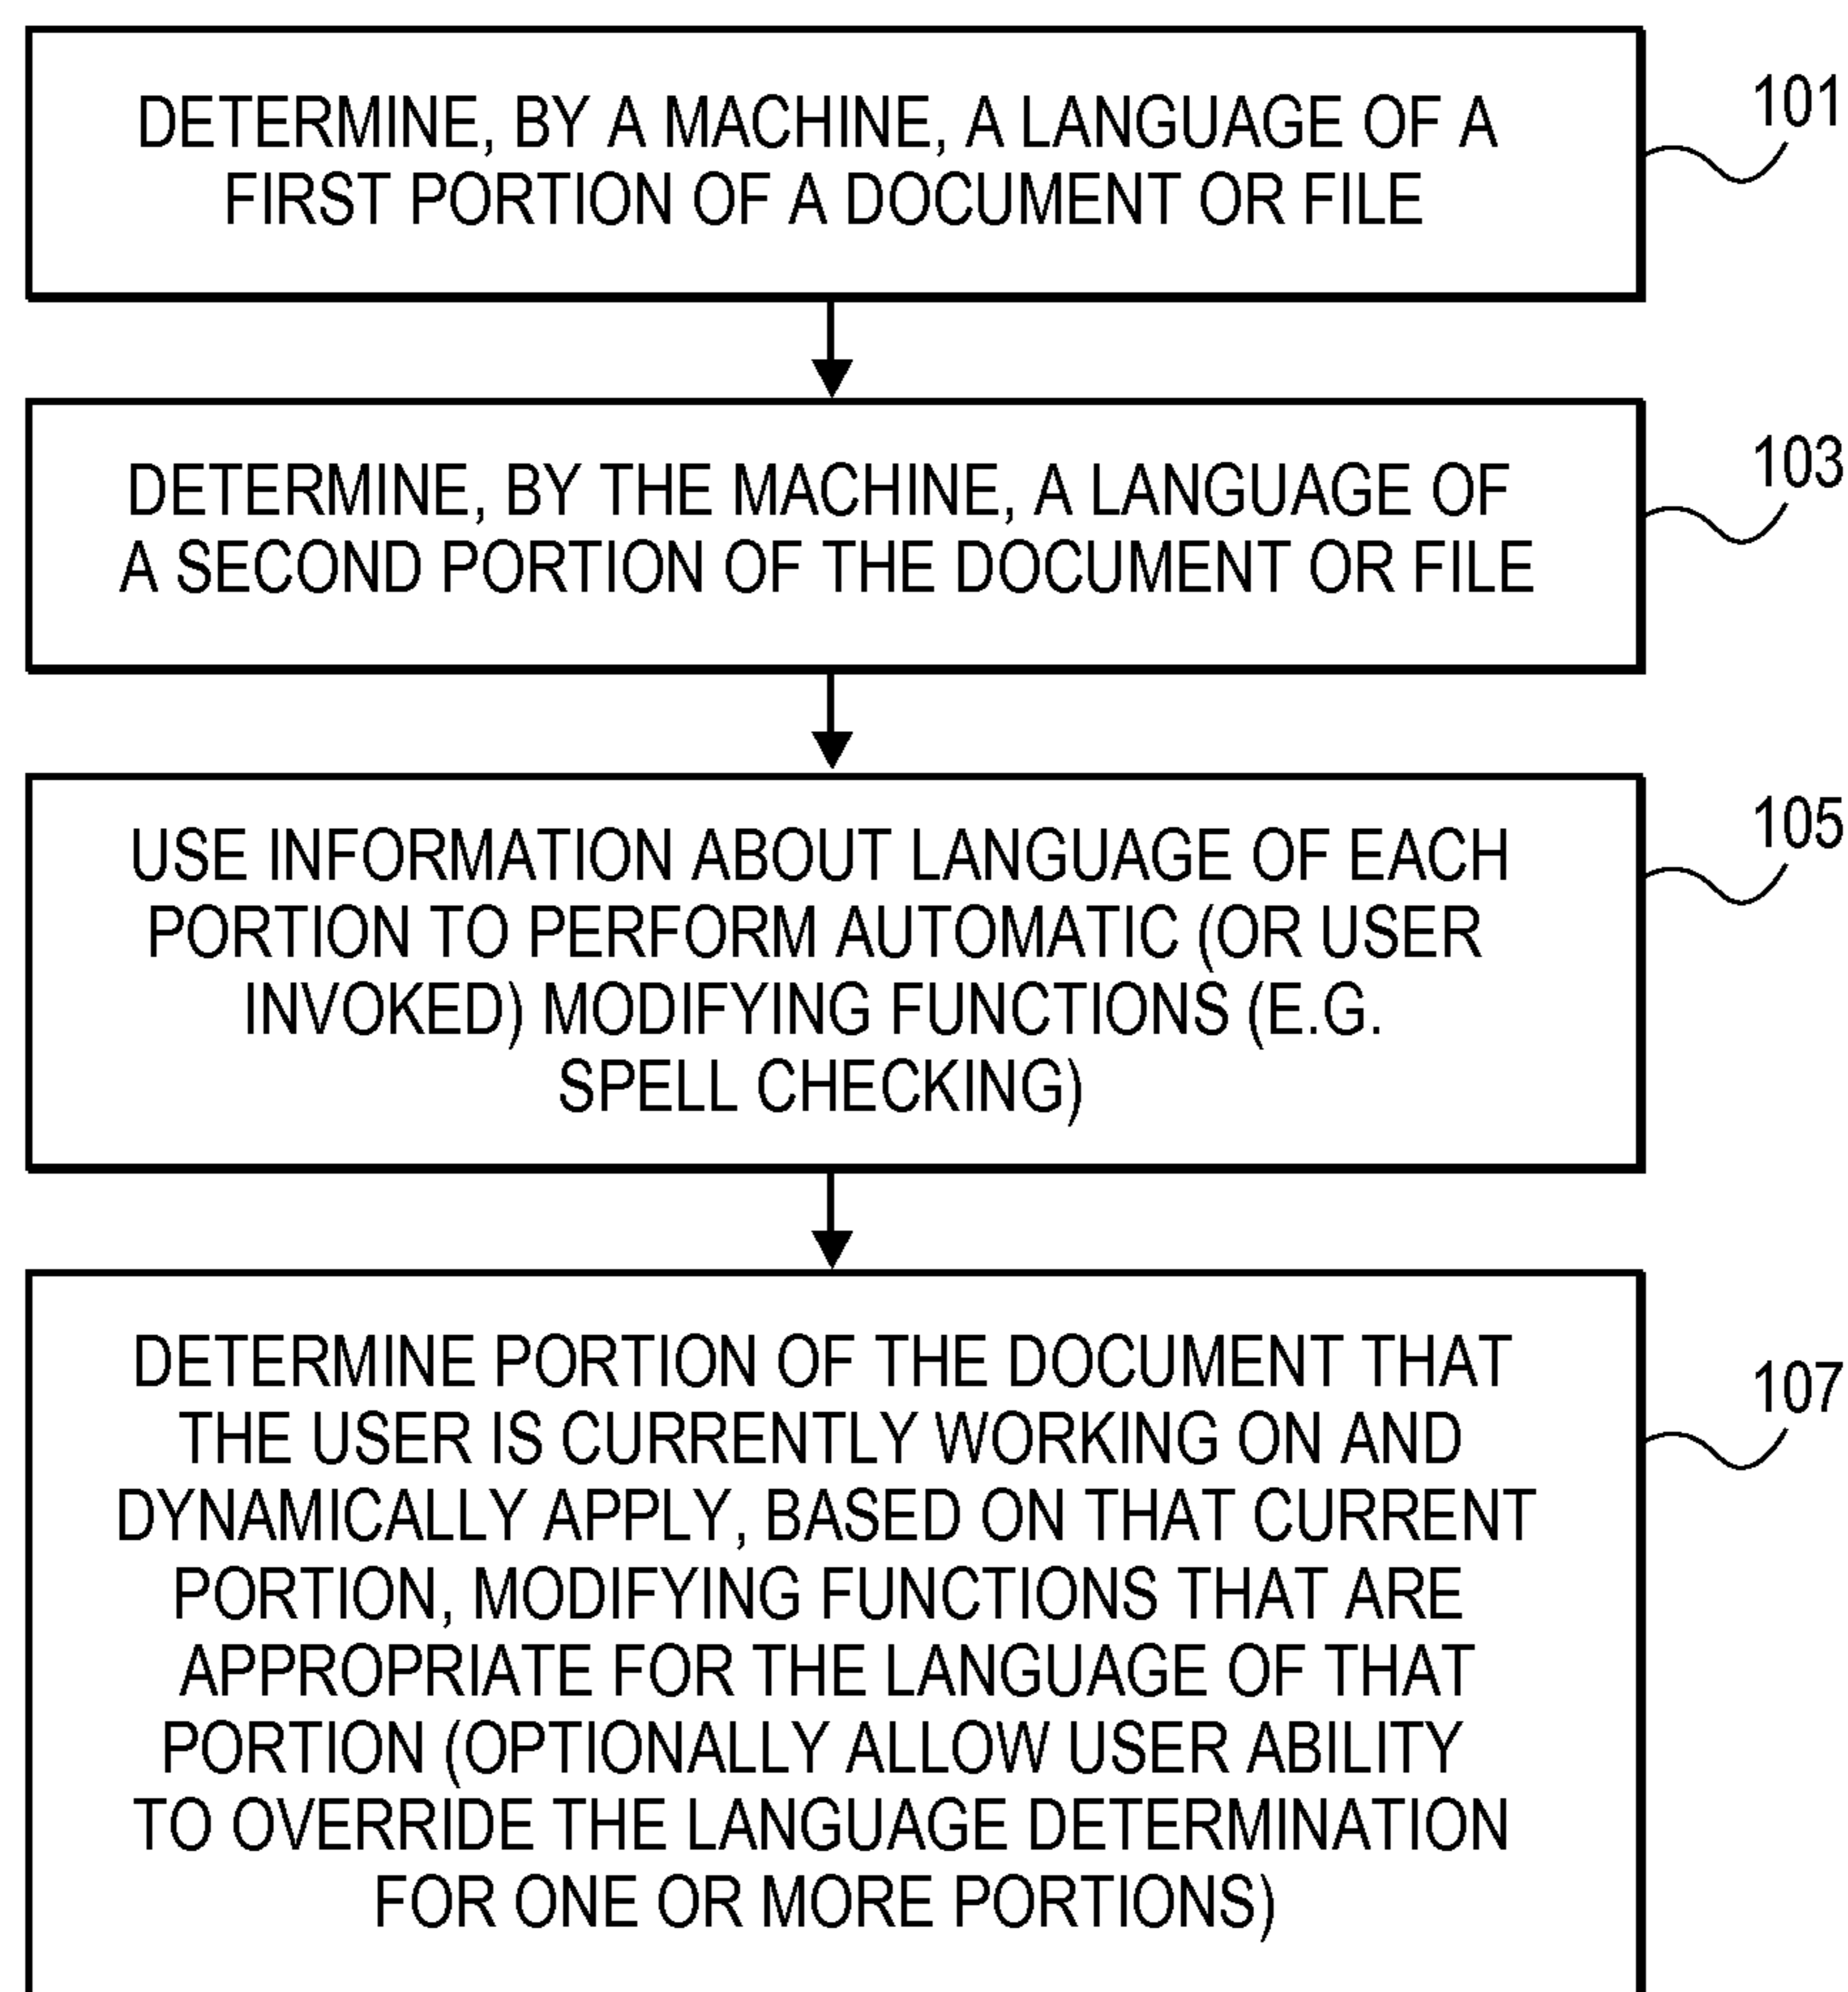 DETERMINE, BY A MACHINE, A LANGUAGE OF A
FIRST PORTION OF A DOCUMENT OR FILE
101
DETERMINE, BY THE MACHINE, A LANGUAGE OF
A SECOND PORTION OF THE DOCUMENT OR FILE
103
USE INFORMATION ABOUT LANGUAGE OF EACH
PORTION TO PERFORM AUTOMATIC (OR USER
INVOKED) MODIFYING FUNCTIONS (E.G.
SPELL CHECKING)
105
DETERMINE PORTION OF THE DOCUMENT THAT
THE USER IS CURRENTLY WORKING ON AND
DYNAMICALLY APPLY, BASED ON THAT CURRENT
PORTION, MODIFYING FUNCTIONS THAT ARE
APPROPRIATE FOR THE LANGUAGE OF THAT
PORTION (OPTIONALLY ALLOW USER ABILITY
TO OVERRIDE THE LANGUAGE DETERMINATION
FOR ONE OR MORE PORTIONS)
107